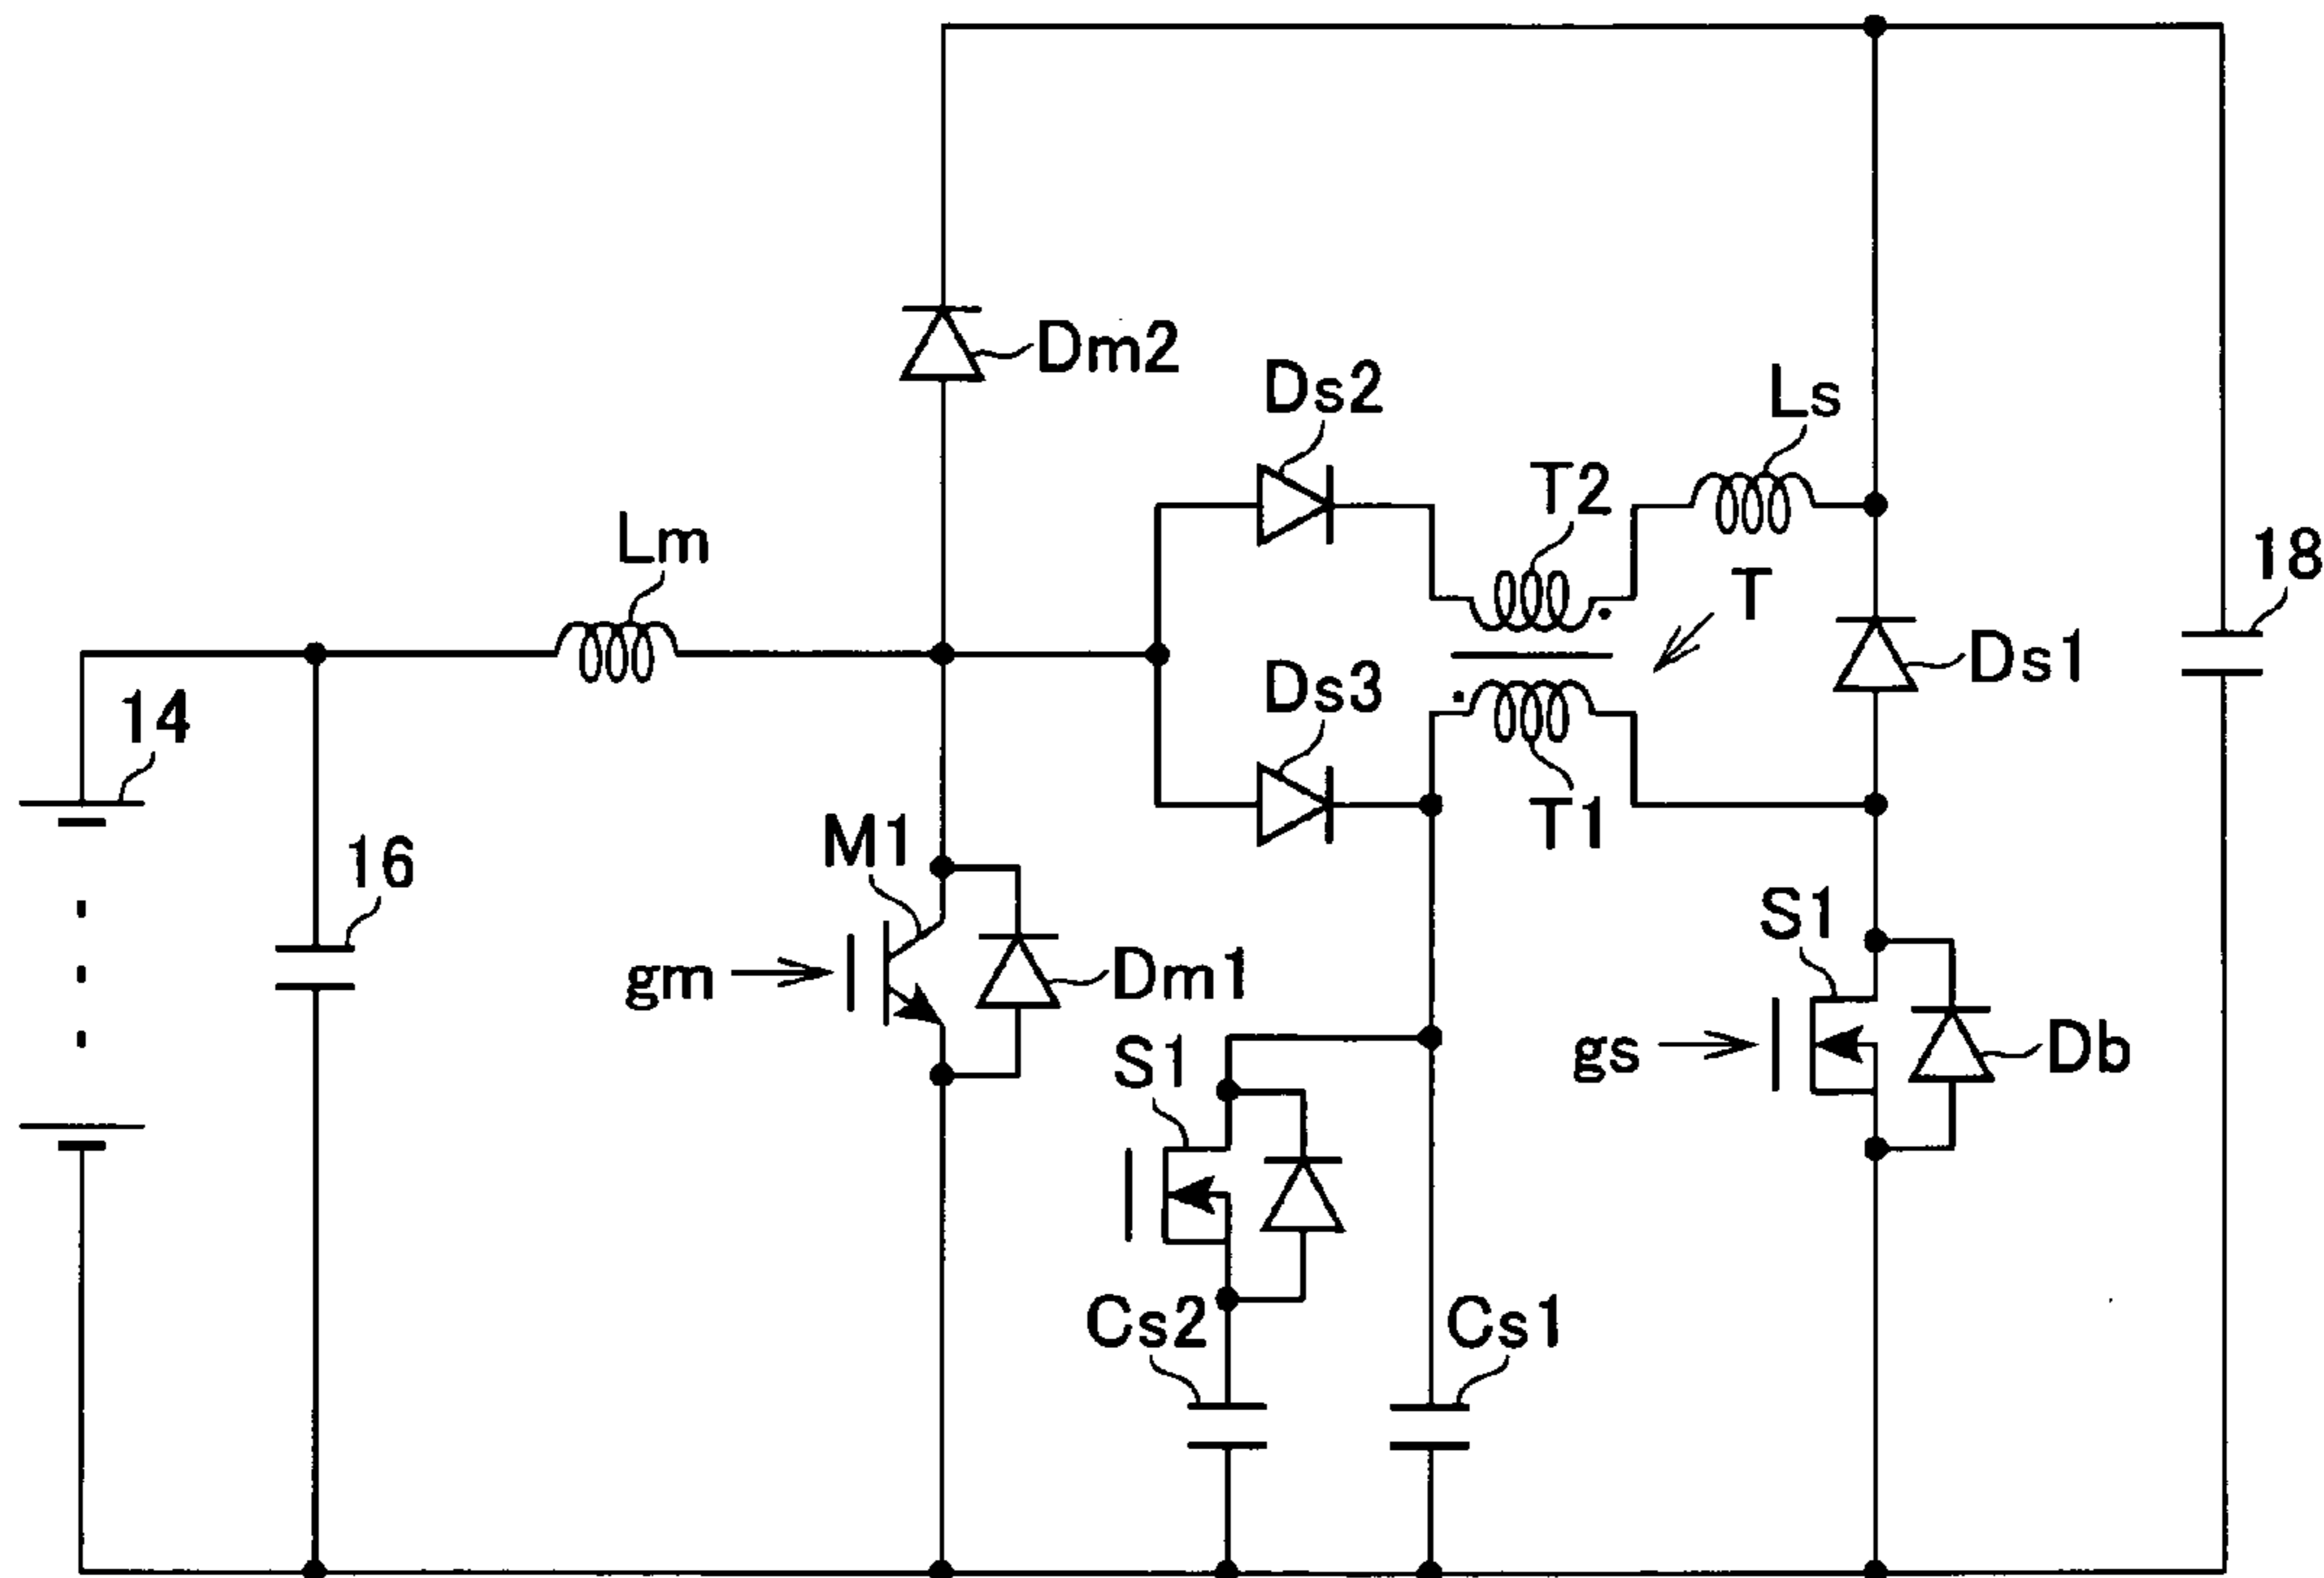 Dm2
Ds2
Ls
T2
Lm
T
18
Ds3
Ds1
14
T1
M1
16
S1
gm
Dm1
S1
gs
Db
Cs2
Cs1